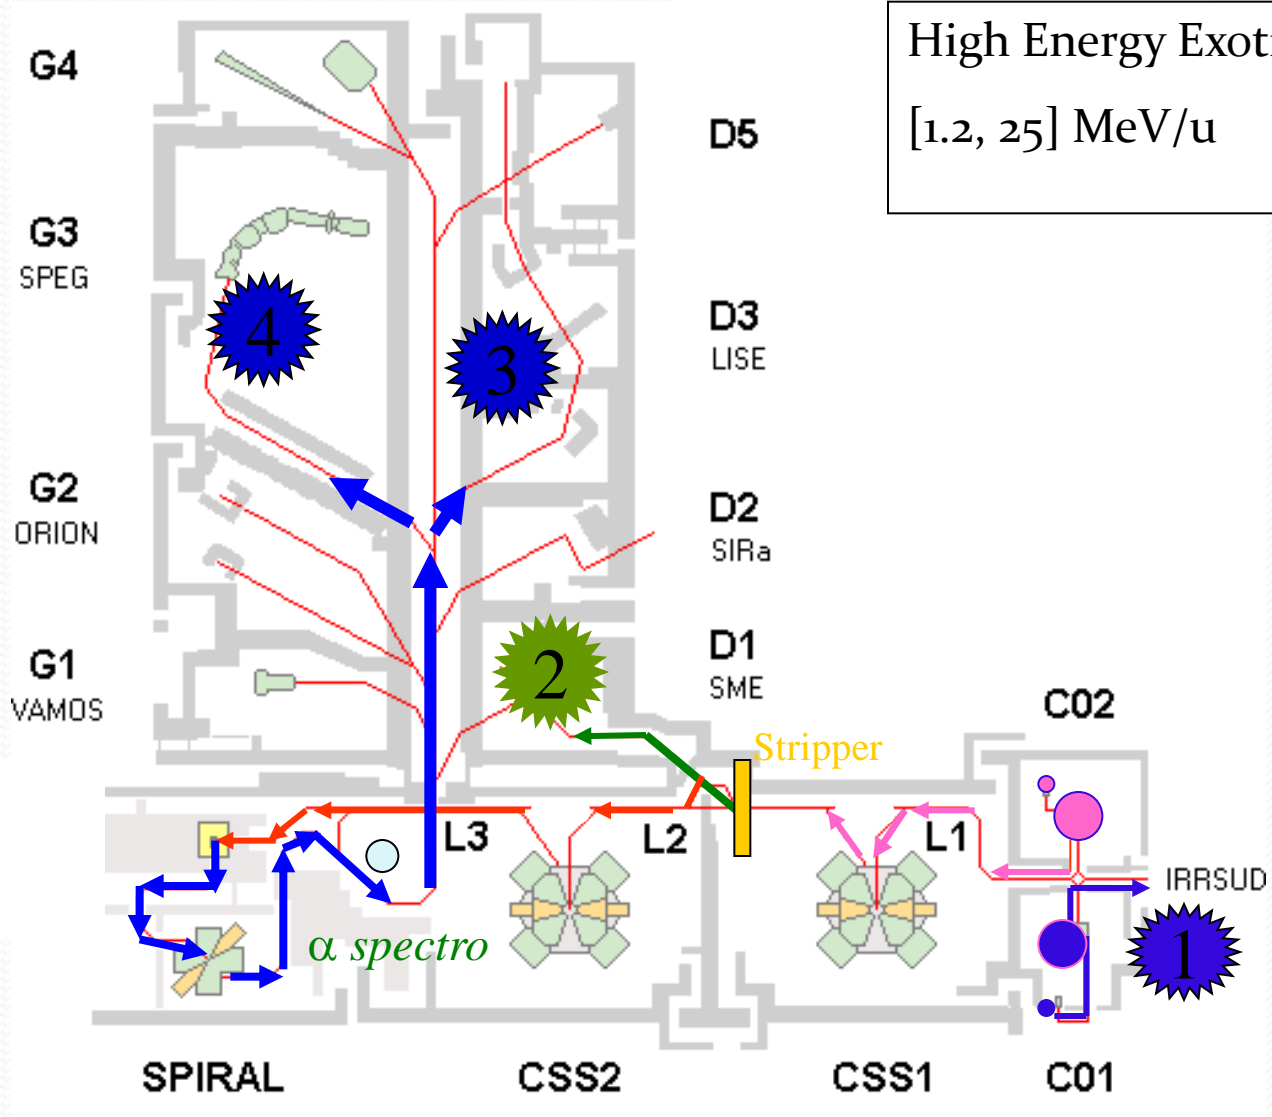 High Energy Exot
[1.2, 25] MeV/u
G4
D5
G3
SPEG
4
3
D3
LISE
G2
ORION
D2
SIRa
G1
VAMOS
2
D1
SME
C02
Stripper
L3
L2
L1
IRRSUD
α spectro
1
SPIRAL
CSS2
CSS1
C01